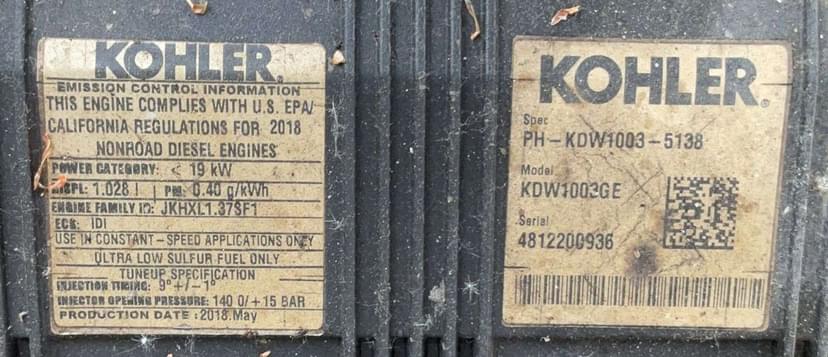 KOHLER.
EMISSION CONTROL INFORMATION
THIS ENGINE COMPLIES WITH U.S. EPA/
CALIFORNIA REGULATIONS FOR 2018
NONROAD DIESEL ENGINES
POWER CATEGORY: < 19 kW
DISPL: 1.028 l | PM: 0.40 g/kWh
ENGINE FAMILY ID: JKHXL1.37SF1
ECS: IDI
USE IN CONSTANT-SPEED APPLICATIONS ONLY
ULTRA LOW SULFUR FUEL ONLY
TUNEUP SPECIFICATION
INJECTION TIMING: 9°+/-1°
INJECTOR OPENING PRESSURE: 140 0/+15 BAR
PRODUCTION DATE: 2018.May
KOHLER.
Spec
PH-KDW1003-5138
Model
KDW1003GE
Serial
4812200936